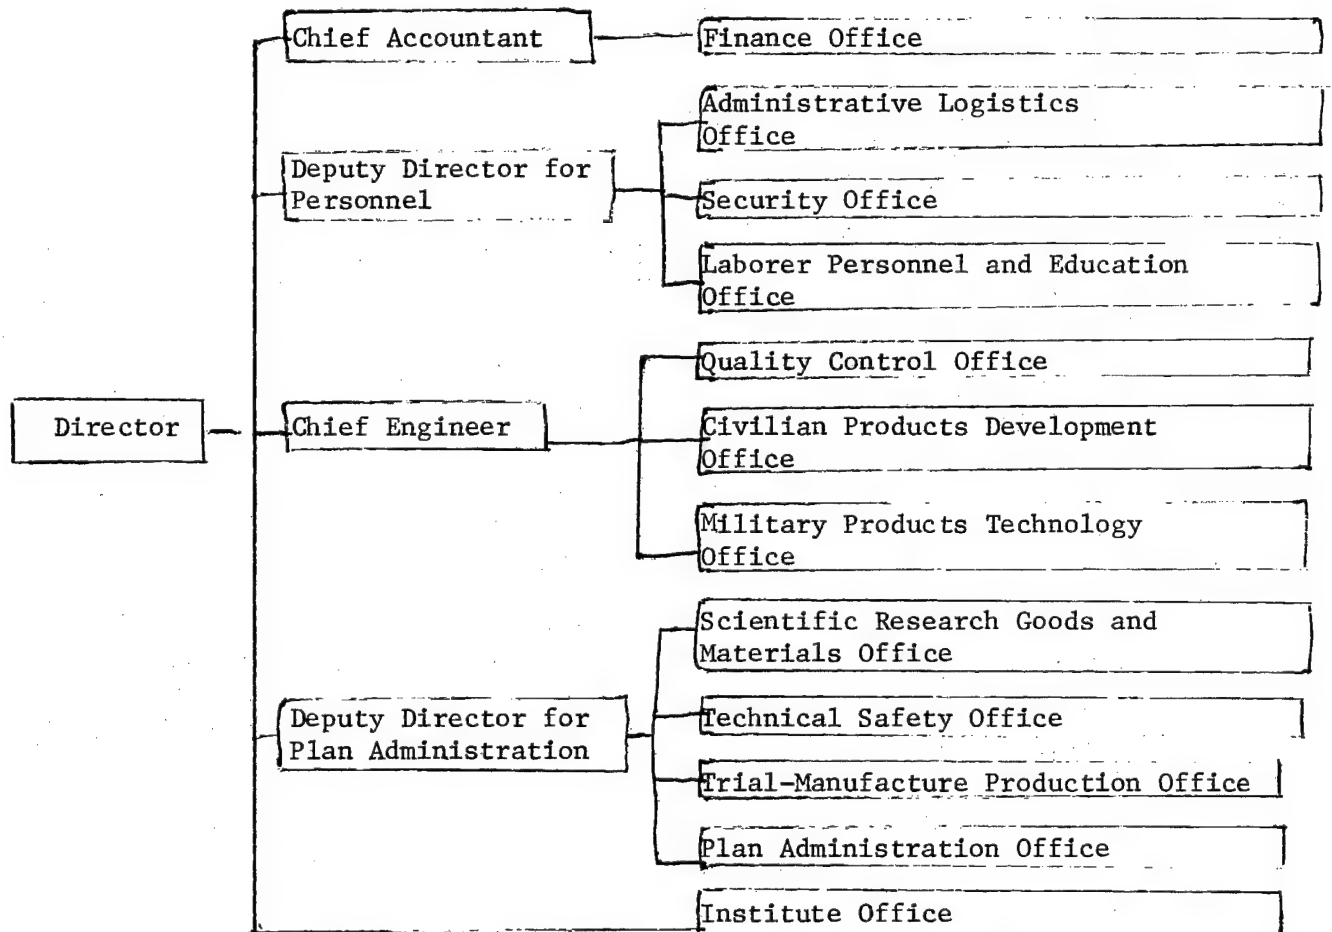 Chief Accountant
Finance Office
Administrative Logistics
Office
Deputy Director for
Personnel
Security Office
Laborer Personnel and Education
Office
Quality Control Office
Director
Chief Engineer
Civilian Products Development
Office
Military Products Technology
Office
Scientific Research Goods and
Materials Office
Deputy Director for
Plan Administration
Technical Safety Office
Trial-Manufacture Production Office
Plan Administration Office
Institute Office